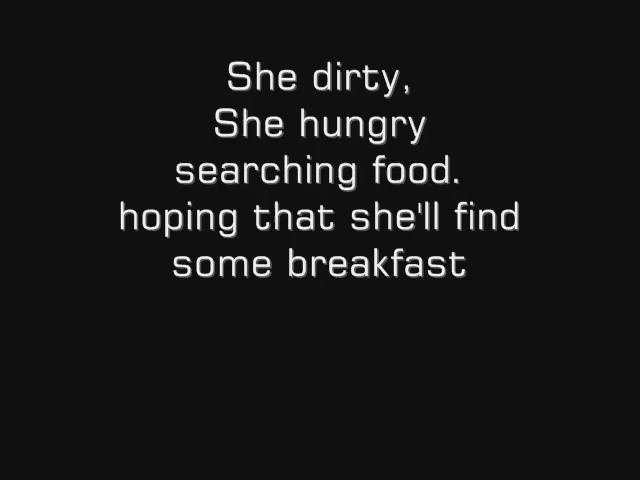 She dirty,
She hungry
searching food.
hoping that she'll find
some breakfast